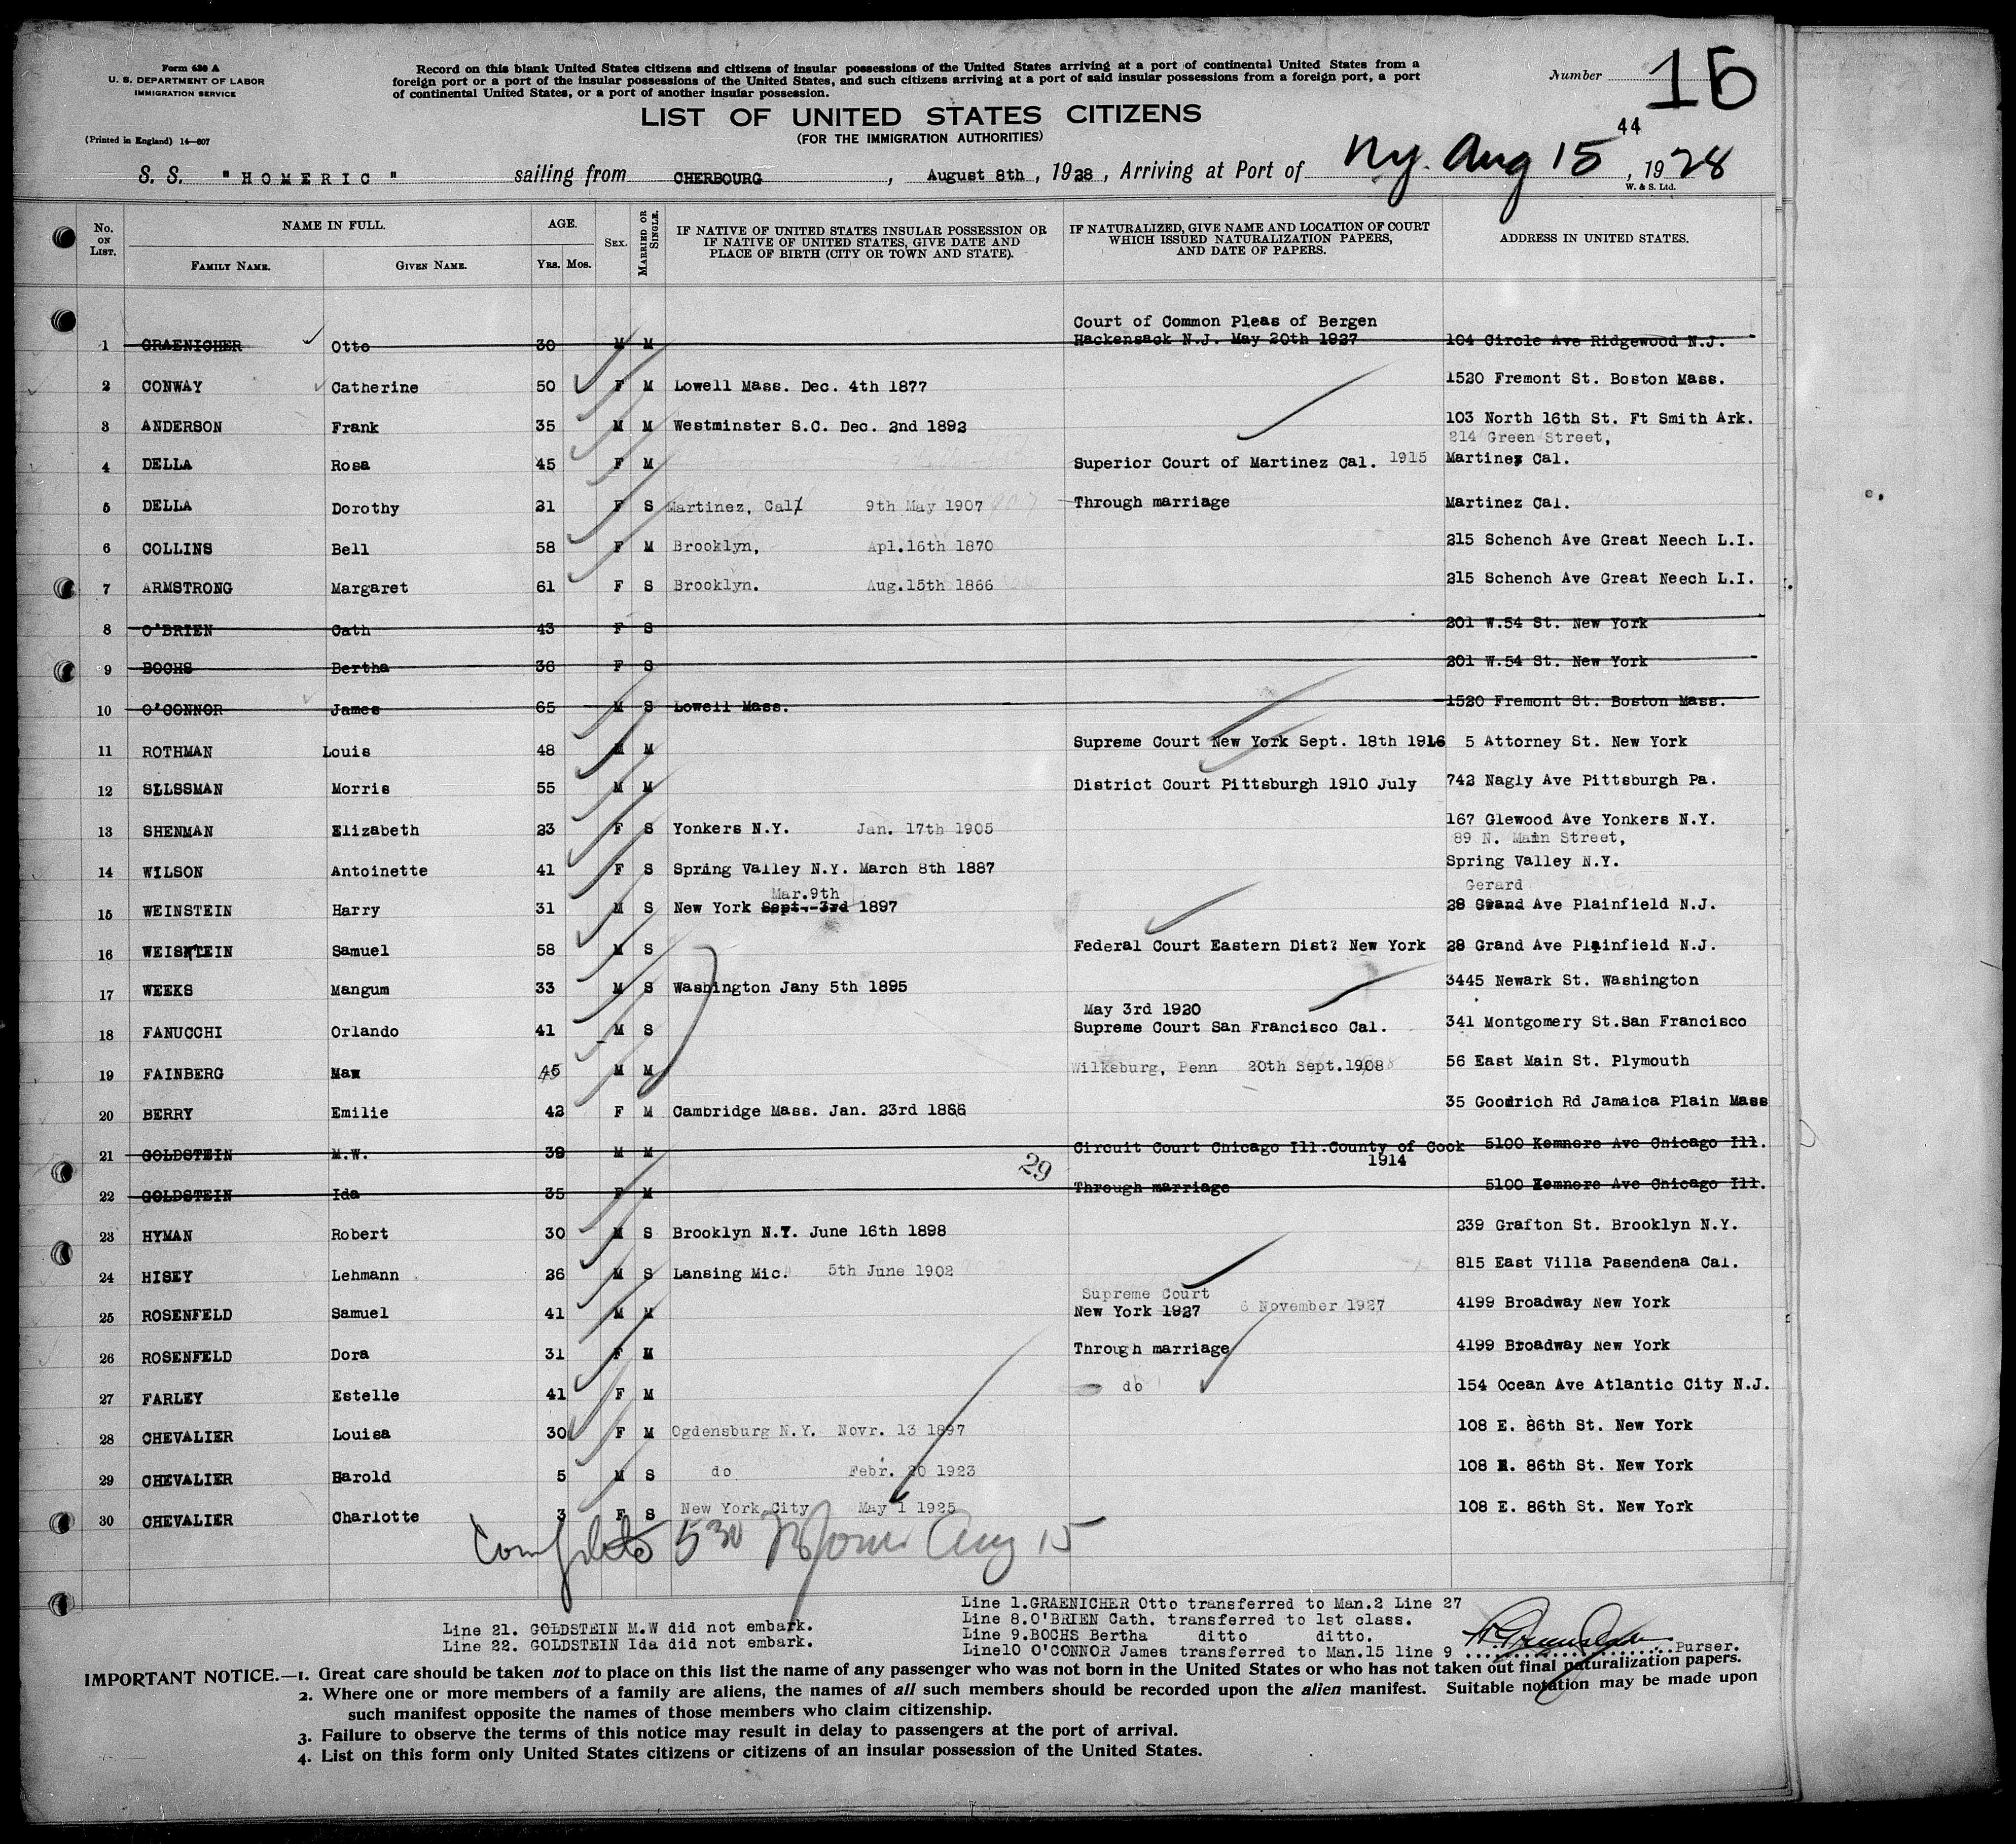 Form 630 A
U. S. DEPARTMENT OF LABOR
IMMIGRATION SERVICE
(Printed in England) 14—607
Record on this blank United States citizens and citizens of insular possessions of the United States arriving at a port of continental United States from a
foreign port or a port of the insular possessions of the United States, and such citizens arriving at a port of said insular possessions from a foreign port, a port
of continental United States, or a port of another insular possession.
Number 15
LIST OF UNITED STATES CITIZENS
(FOR THE IMMIGRATION AUTHORITIES)
44
S. S. "HOMERIC" sailing from CHERBOURG, August 8th, 1928, Arriving at Port of Ny. Aug 15, 1928
W. & S. Ltd.
No. ON LIST. NAME IN FULL. AGE. SEX. MARRIED OR SINGLE. IF NATIVE OF UNITED STATES INSULAR POSSESSION OR IF NATIVE OF UNITED STATES, GIVE DATE AND PLACE OF BIRTH (CITY OR TOWN AND STATE). IF NATURALIZED, GIVE NAME AND LOCATION OF COURT WHICH ISSUED NATURALIZATION PAPERS, AND DATE OF PAPERS. ADDRESS IN UNITED STATES.
FAMILY NAME. GIVEN NAME. YRS. MOS.
Court of Common Pleas of Bergen
1 GRAENICHER Otto 30 M M Hackensack N.J. May 20th 1927 104 Circle Ave Ridgewood N.J.
2 CONWAY Catherine 50 F M Lowell Mass. Dec. 4th 1877 1520 Fremont St. Boston Mass.
3 ANDERSON Frank 35 M M Westminster S.C. Dec. 2nd 1892 103 North 16th St. Ft Smith Ark.
214 Green Street,
4 DELLA Rosa 45 F M Superior Court of Martinez Cal. 1915 Martinez Cal.
5 DELLA Dorothy 21 F S Martinez, Cal 9th May 1907 Through marriage Martinez Cal.
6 COLLINS Bell 58 F M Brooklyn, Apl.16th 1870 215 Schench Ave Great Neech L.I.
7 ARMSTRONG Margaret 61 F S Brooklyn. Aug.15th 1866 215 Schench Ave Great Neech L.I.
8 O'BRIEN Cath 43 F S 201 W.54 St. New York
9 BOCHS Bertha 36 F S 201 W.54 St. New York
10 O'CONNOR James 65 M S Lowell Mass. 1520 Fremont St. Boston Mass.
11 ROTHMAN Louis 48 M M Supreme Court New York Sept. 18th 1916 5 Attorney St. New York
12 SLLSSMAN Morris 55 M M District Court Pittsburgh 1910 July 742 Nagly Ave Pittsburgh Pa.
13 SHENMAN Elizabeth 23 F S Yonkers N.Y. Jan. 17th 1905 167 Glewood Ave Yonkers N.Y.
89 N. Main Street,
14 WILSON Antoinette 41 F S Spring Valley N.Y. March 8th 1887 Spring Valley N.Y.
Mar.9th Gerard
15 WEINSTEIN Harry 31 M S New York Sept. 3rd 1897 28 Grand Ave Plainfield N.J.
16 WEISNTEIN Samuel 58 M S Federal Court Eastern Dist? New York 28 Grand Ave Plainfield N.J.
17 WEEKS Mangum 33 M S Washington Jany 5th 1895 3445 Newark St. Washington
May 3rd 1920
18 FANUCCHI Orlando 41 M S Supreme Court San Francisco Cal. 341 Montgomery St.San Francisco
19 FAINBERG Max 45 M M Wilksburg, Penn 20th Sept.1908 56 East Main St. Plymouth
20 BERRY Emilie 42 F M Cambridge Mass. Jan. 23rd 1866 35 Goodrich Rd Jamaica Plain Mass
21 GOLDSTEIN M.W. 39 M M Circuit Court Chicago Ill.County of Cook 5100 Kemnore Ave Chicago Ill.
29 1914
22 GOLDSTEIN Ida 35 F M Through marriage 5100 Kemnore Ave Chicago Ill.
23 HYMAN Robert 30 M S Brooklyn N.Y. June 16th 1898 239 Grafton St. Brooklyn N.Y.
24 HISEY Lehmann 26 M S Lansing Mic. 5th June 1902 815 East Villa Pasendena Cal.
Supreme Court
25 ROSENFELD Samuel 41 M M New York 1927 6 November 1927 4199 Broadway New York
26 ROSENFELD Dora 31 F M Through marriage 4199 Broadway New York
27 FARLEY Estelle 41 F M do 154 Ocean Ave Atlantic City N.J.
28 CHEVALIER Louisa 30 F M Ogdensburg N.Y. Novr. 13 1897 108 E. 86th St. New York
29 CHEVALIER Harold 5 M S do Febr. 20 1923 108 E. 86th St. New York
30 CHEVALIER Charlotte 3 F S New York City May 1 1925 108 E. 86th St. New York
Complete 530 Aug 15
Line 21. GOLDSTEIN M.W did not embark.
Line 22. GOLDSTEIN Ida did not embark.
Line 1.GRAENICHER Otto transferred to Man.2 Line 27
Line 8.O'BRIEN Cath. transferred to 1st class.
Line 9.BOCHS Bertha ditto ditto.
Line10 O'CONNOR James transferred to Man.15 line 9
Purser.
IMPORTANT NOTICE.—1. Great care should be taken not to place on this list the name of any passenger who was not born in the United States or who has not taken out final naturalization papers.
2. Where one or more members of a family are aliens, the names of all such members should be recorded upon the alien manifest. Suitable notation may be made upon
such manifest opposite the names of those members who claim citizenship.
3. Failure to observe the terms of this notice may result in delay to passengers at the port of arrival.
4. List on this form only United States citizens or citizens of an insular possession of the United States.